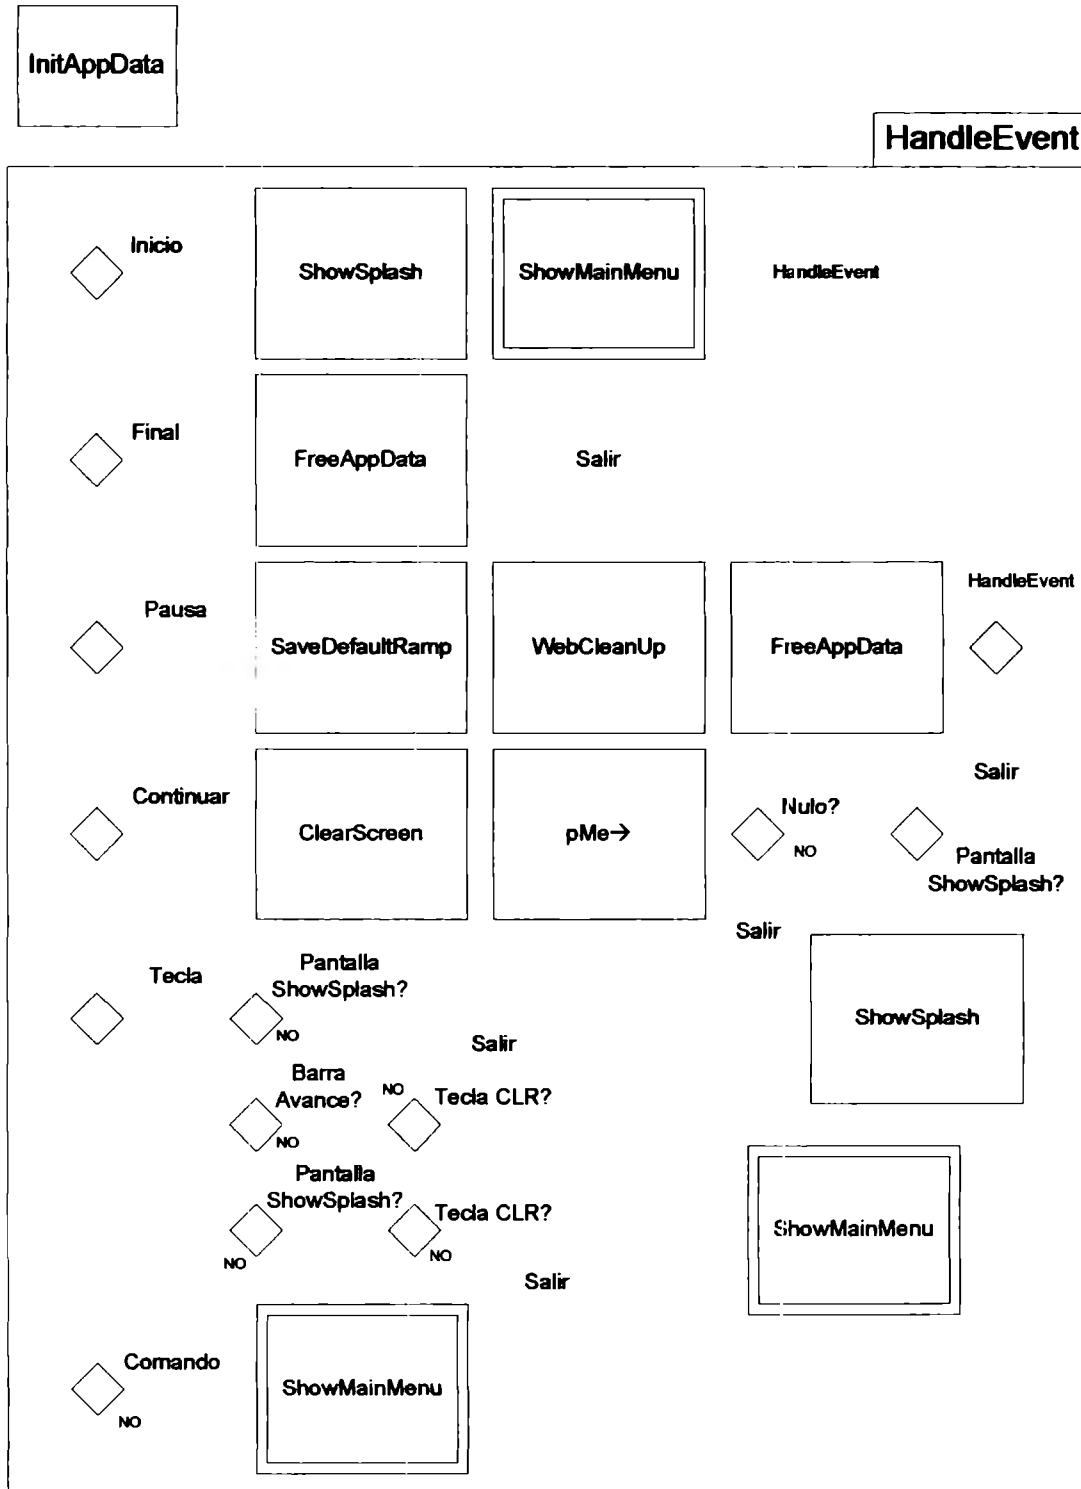 InitAppData
HandleEvent
Inicio
ShowSplash
ShowMainMenu
HandleEvent
Final
FreeAppData
Salir
Pausa
SaveDefaultRamp
WebCleanUp
FreeAppData
HandleEvent
Continuar
ClearScreen
pMe→
Nulo?
NO
Salir
Pantalla
ShowSplash?
Salir
ShowSplash
Tecla
Pantalla
ShowSplash?
NO
Salir
Barra
Avance?
NO
NO
Tecla CLR?
Pantalla
ShowSplash?
NO
Tecla CLR?
NO
ShowMainMenu
Salir
Comando
NO
ShowMainMenu